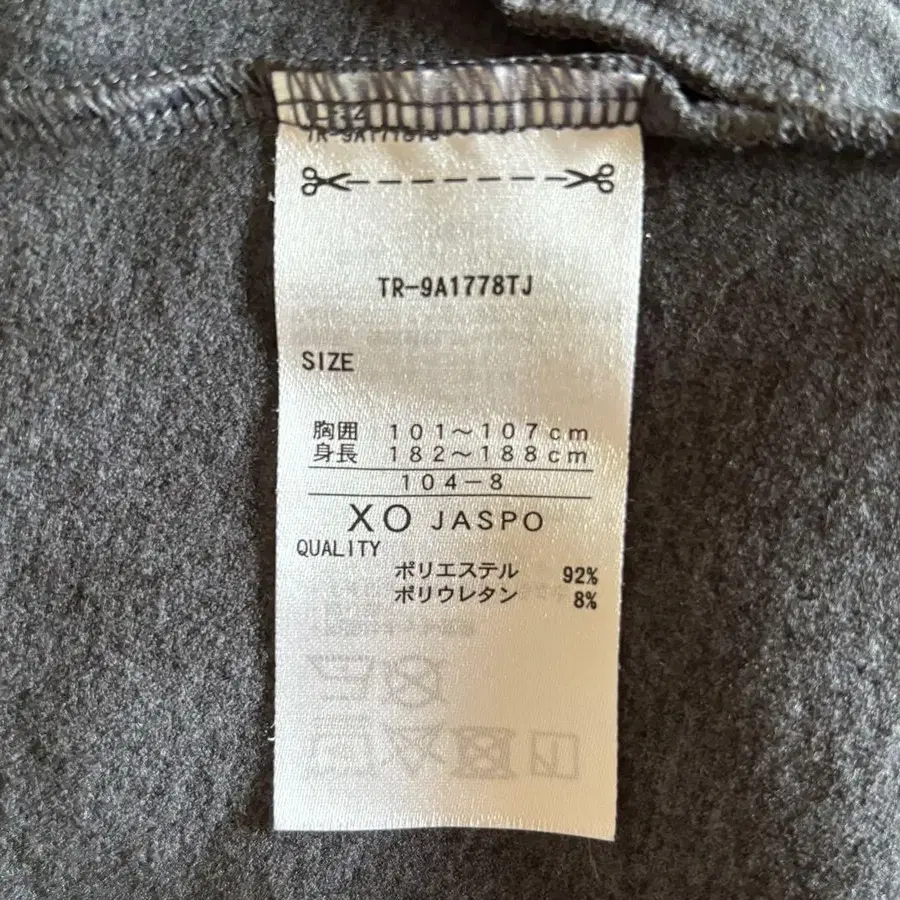 TR-9A1778TJ
SIZE
胸囲 101～107cm
身長 182～188cm
104-8
XO JASPO
QUALITY
ポリエステル 92%
ポリウレタン 8%